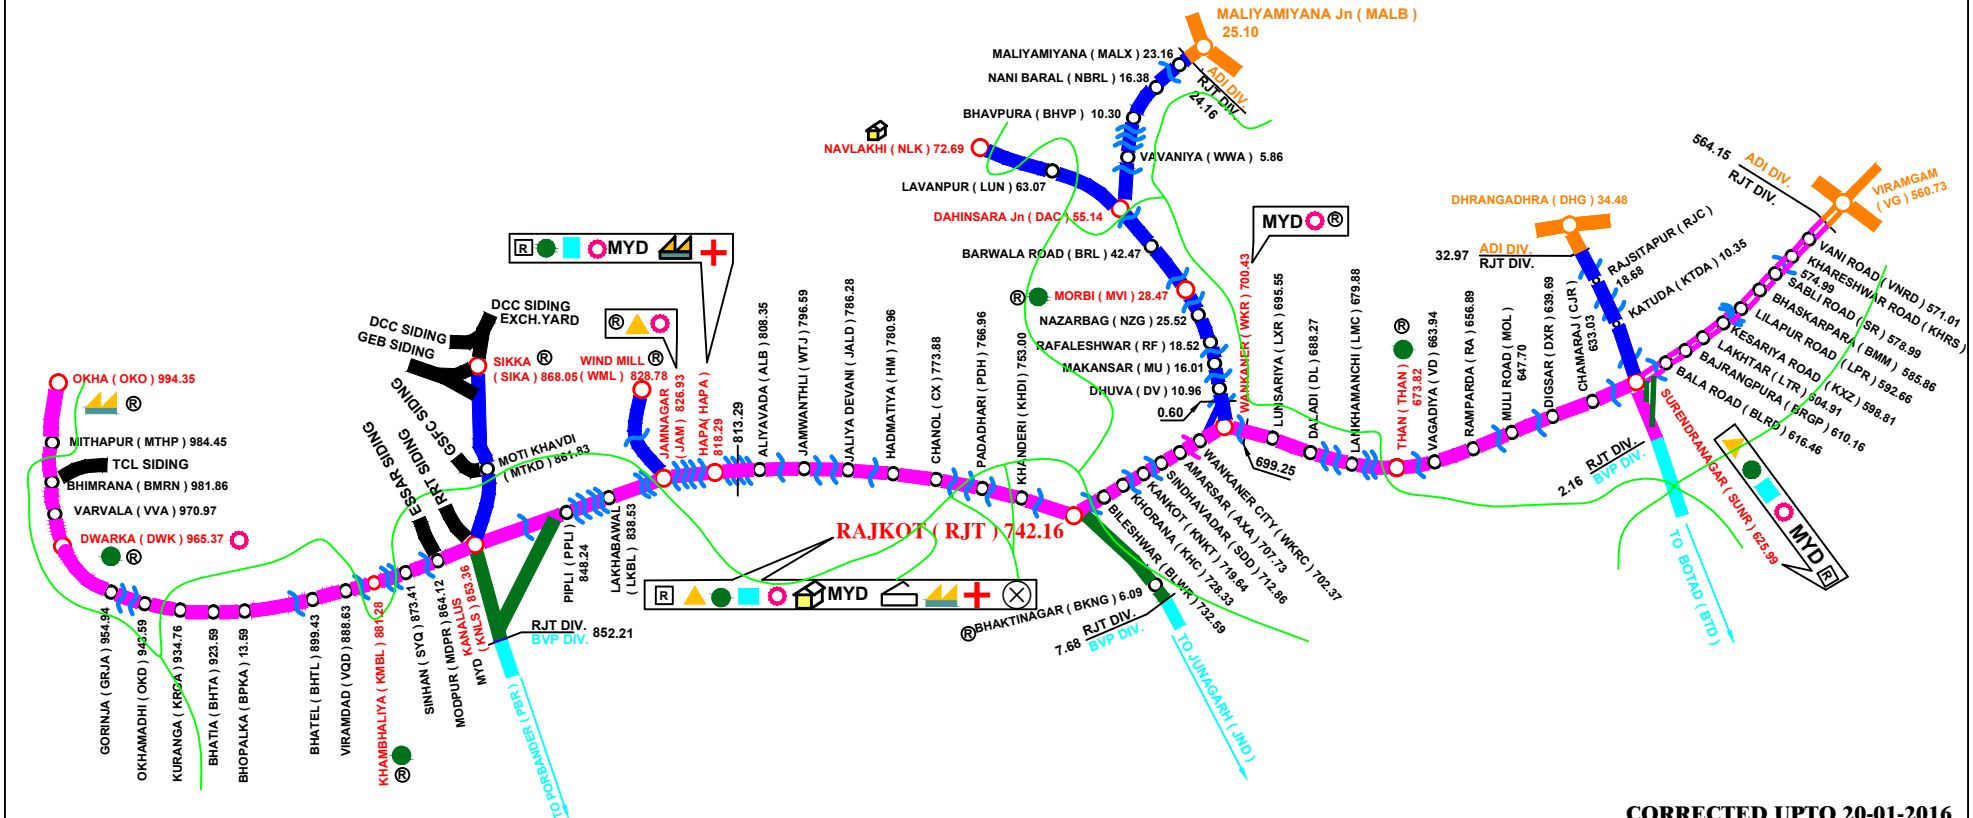 MALIYAMIYANA Jn ( MALB )
25.10
MALIYAMIYANA ( MALX ) 23.16
NANI BARAL ( NBRL ) 16.38
ADI DIV.
RJT DIV.
24.16
BHAVPURA ( BHVP ) 10.30
VAVANIYA ( WWA ) 5.86
NAVLAKHI ( NLK ) 72.69
LAVANPUR ( LUN ) 63.07
DAHINSARA Jn ( DAC ) 55.14
BARWALA ROAD ( BRL ) 42.47
R
MORBI ( MVI ) 28.47
NAZARBAG ( NZG ) 25.52
RAFALESHWAR ( RF ) 18.52
MAKANSAR ( MU ) 16.01
DHUVA ( DV ) 10.96
0.60
MYD R
WANKANER ( WKR ) 700.43
699.25
LUNSARIYA ( LXR ) 695.55
DALADI ( DL ) 688.27
LAKHAMANCHI ( LMC ) 679.88
R
THAN ( THAN )
673.82
VAGADIYA ( VD ) 663.94
RAMPARDA ( RA ) 656.89
MULI ROAD ( MOL )
647.70
DIGSAR ( DXR ) 639.69
CHAMARAJ ( CJR )
633.03
DHRANGADHRA ( DHG ) 34.48
32.97 ADI DIV.
RJT DIV.
RAJSITAPUR ( RJC )
18.68
KATUDA ( KTDA ) 10.35
564.15
ADI DIV.
RJT DIV.
VIRAMGAM
( VG ) 560.73
VANI ROAD ( VNRD ) 571.01
KHARESHWAR ROAD ( KHRS )
574.99
SABLI ROAD ( SR ) 578.99
BHASKARPARA ( BMM ) 585.86
LILAPUR ROAD ( LPR ) 592.66
KESARIYA ROAD ( KXZ ) 598.81
LAKHTAR ( LTR ) 604.91
BAJRANGPURA ( BRGP ) 610.16
BALA ROAD ( BLRD ) 616.46
SURENDRANAGAR ( SUNR ) 625.99
MYD R
2.16
RJT DIV.
BVP DIV.
TO BOTAD ( BTD )
R MYD
DCC SIDING
EXCH.YARD
DCC SIDING
GEB SIDING
SIKKA R
( SIKA ) 868.05
R
WIND MILL R
( WML ) 828.78
GSFC SIDING
RRT SIDING
ESSAR SIDING
MOTI KHAVDI
( MTKD ) 861.83
JAMNAGAR
( JAM ) 826.93
HAPA( HAPA )
818.29
813.29
ALIYAVADA ( ALB ) 808.35
JAMWANTHLI ( WTJ ) 796.59
JALIYA DEVANI ( JALD ) 786.28
HADMATIYA ( HM ) 780.96
CHANOL ( CX ) 773.88
PADADHARI ( PDH ) 766.96
KHANDERI ( KHDI ) 753.00
RAJKOT ( RJT ) 742.16
R MYD
WANKANER CITY ( WKRC ) 702.37
AMARSAR ( AXA ) 707.73
SINDHAVADAR ( SDD ) 712.86
KANKOT ( KNKT ) 719.64
KHORANA ( KHC ) 728.33
BILESHWAR ( BLWR ) 732.59
R BHAKTINAGAR ( BKNG ) 6.09
7.68
RJT DIV.
BVP DIV.
TO JUNAGARH ( JND )
OKHA ( OKO ) 994.35
R
MITHAPUR ( MTHP ) 984.45
TCL SIDING
BHIMRANA ( BMRN ) 981.86
VARVALA ( VVA ) 970.97
DWARKA ( DWK ) 965.37
R
GORINJA ( GRJA ) 954.94
OKHAMADHI ( OKD ) 943.59
KURANGA ( KRGA ) 934.76
BHATIA ( BHTA ) 923.59
BHOPALKA ( BPKA ) 13.59
BHATEL ( BHTL ) 899.43
VIRAMDAD ( VQD ) 888.63
KHAMBHALIYA ( KMBL ) 881.28
R
SINHAN ( SYQ ) 873.41
MODPUR ( MDPR ) 864.12
KANALUS
( KNLS ) 853.36
MYD
RJT DIV.
BVP DIV.
852.21
TO PORBANDER ( PBR )
PIPLI ( PPLI )
848.24
LAKHABAWAL
( LKBL ) 838.53
CORRECTED UPTO 20-01-2016